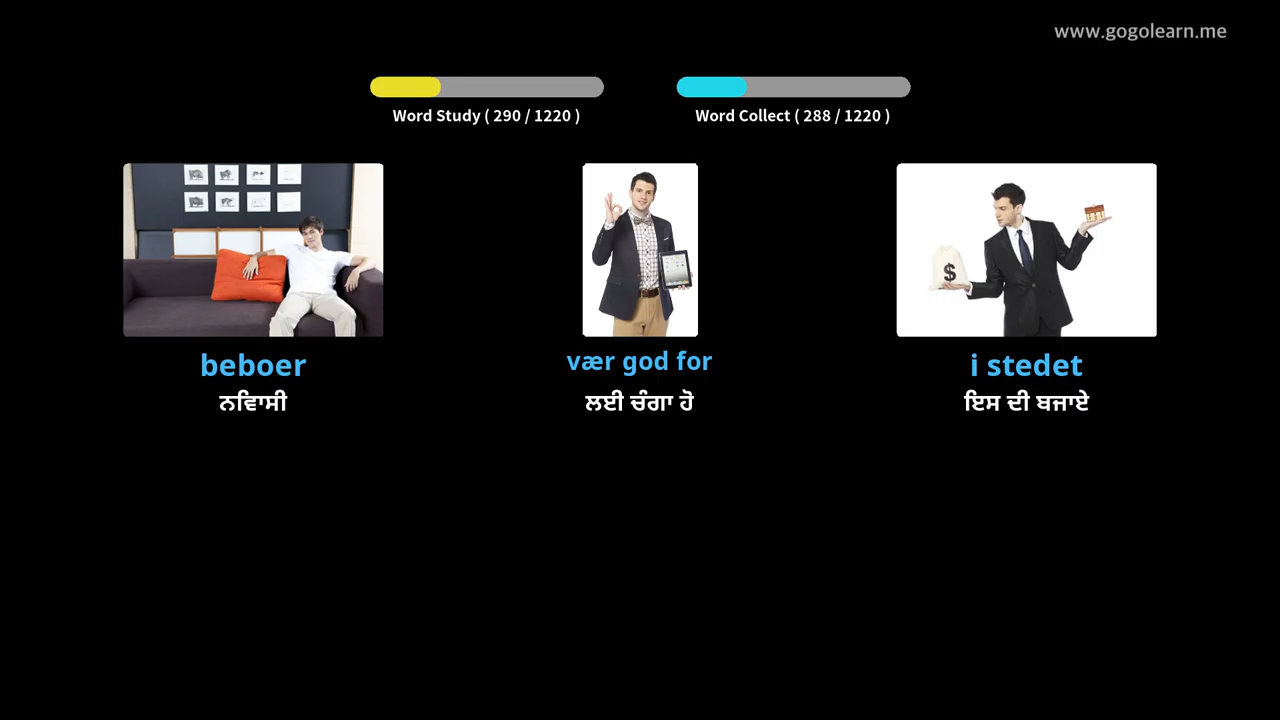 www.gogolearn.me
Word Study ( 290 / 1220 )
Word Collect ( 288 / 1220 )
beboer
vær god for
i stedet
ਨਵਿਾਸੀ
ਲਈ ਚੰਗਾ ਹੋ
ਇਸ ਦੀ ਬਜਾਏ